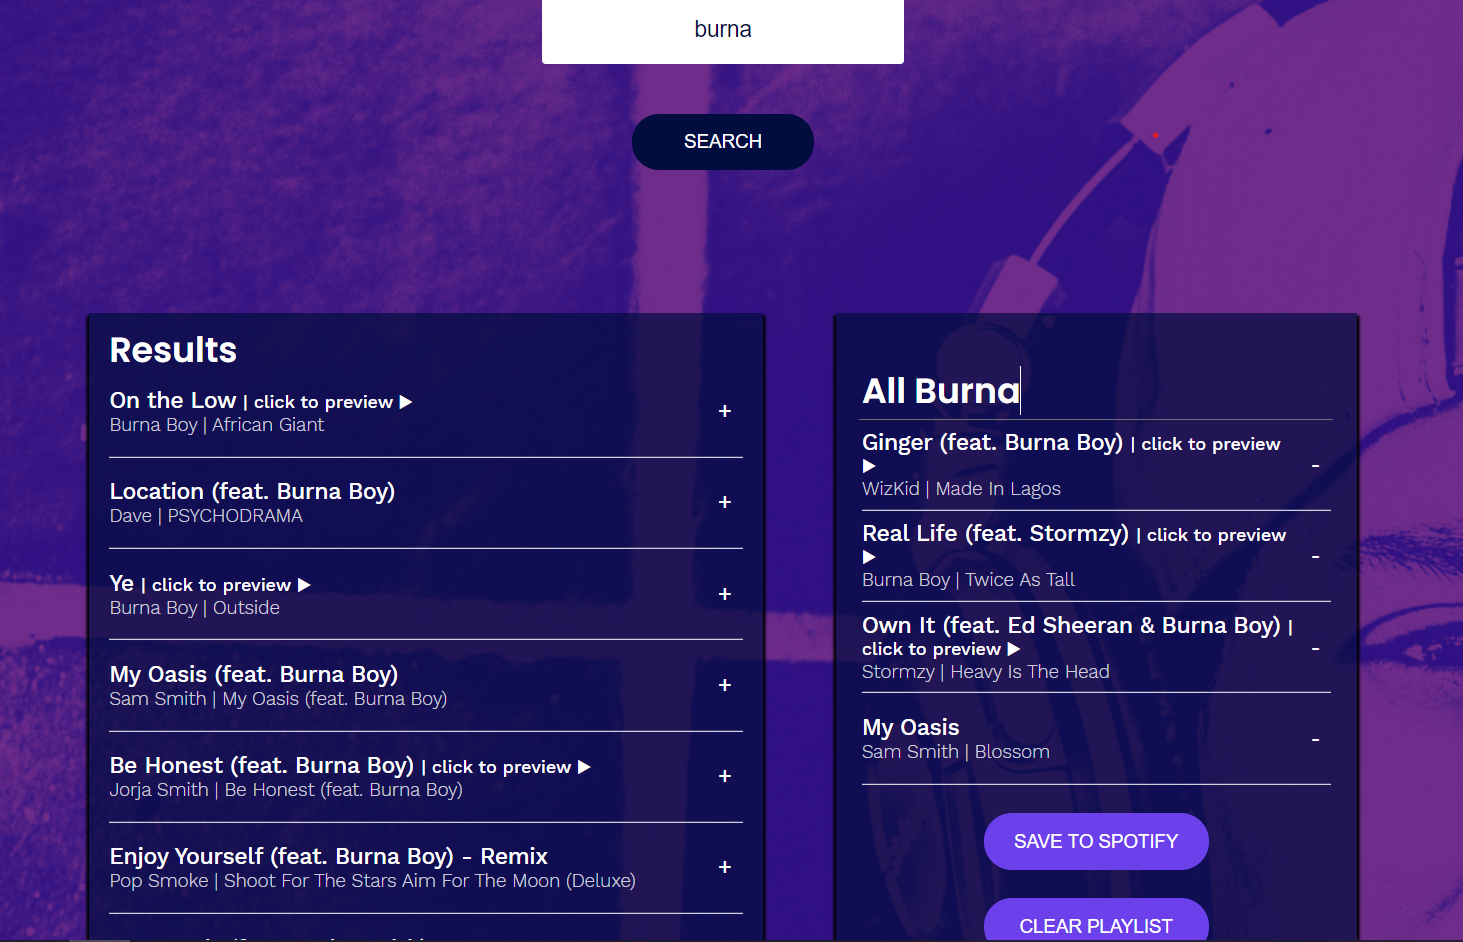 burna
SEARCH
Results
On the Low | click to preview ▶
Burna Boy | African Giant
+
Location (feat. Burna Boy)
Dave | PSYCHODRAMA
+
Ye | click to preview ▶
Burna Boy | Outside
+
My Oasis (feat. Burna Boy)
Sam Smith | My Oasis (feat. Burna Boy)
+
Be Honest (feat. Burna Boy) | click to preview ▶
Jorja Smith | Be Honest (feat. Burna Boy)
+
Enjoy Yourself (feat. Burna Boy) - Remix
Pop Smoke | Shoot For The Stars Aim For The Moon (Deluxe)
+
All Burna
Ginger (feat. Burna Boy) | click to preview
▶
WizKid | Made In Lagos
-
Real Life (feat. Stormzy) | click to preview
▶
Burna Boy | Twice As Tall
-
Own It (feat. Ed Sheeran & Burna Boy) |
click to preview ▶
Stormzy | Heavy Is The Head
-
My Oasis
Sam Smith | Blossom
-
SAVE TO SPOTIFY
CLEAR PLAYLIST